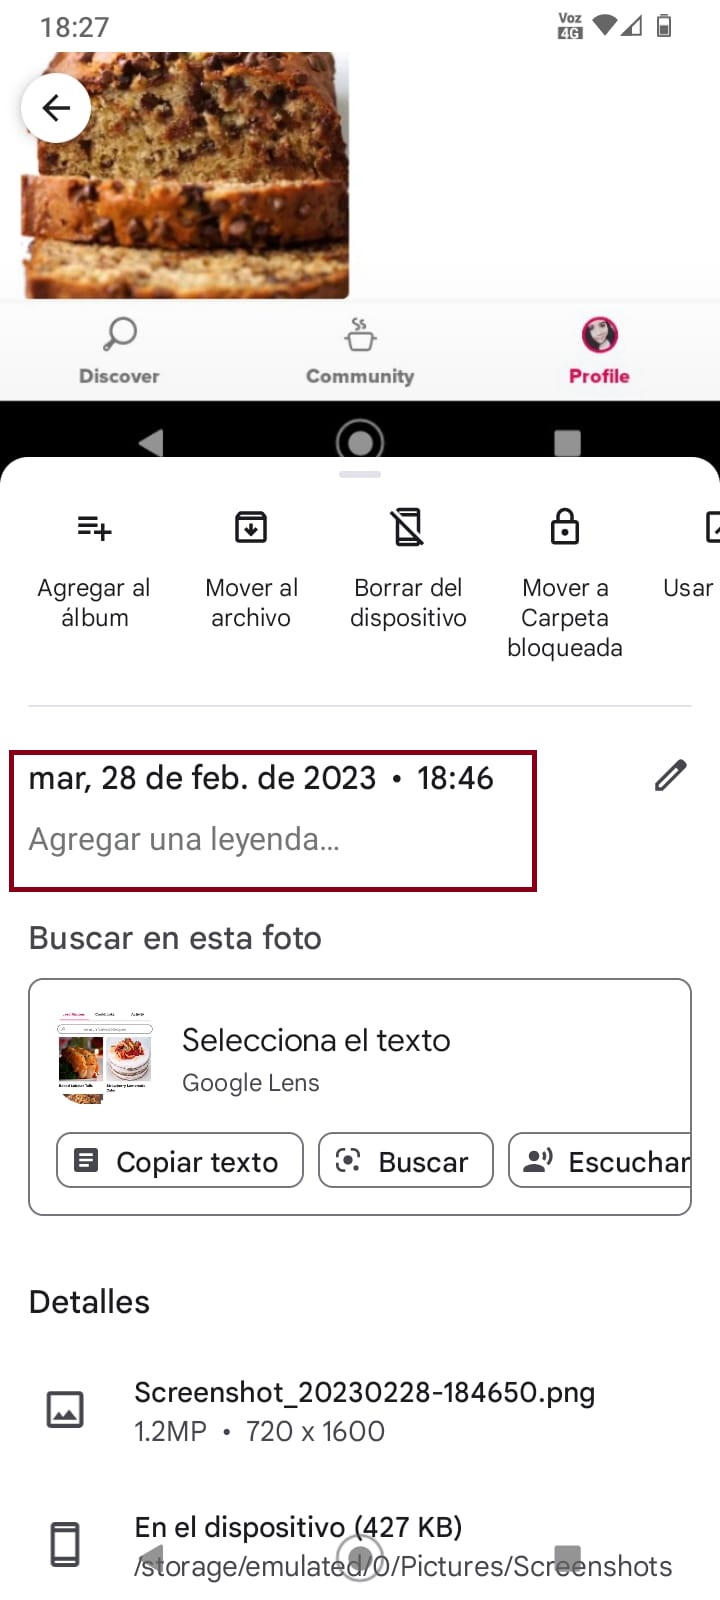 18:27
Voz
4G
Discover
Community
Profile
Agregar al
álbum
Mover al
archivo
Borrar del
dispositivo
Mover a
Carpeta
bloqueada
Usar
mar, 28 de feb. de 2023 • 18:46
Agregar una leyenda...
Buscar en esta foto
Selecciona el texto
Google Lens
Copiar texto
Buscar
Escuchar
Detalles
Screenshot_20230228-184650.png
1.2MP • 720 x 1600
En el dispositivo (427 KB)
/storage/emulated/0/Pictures/Screenshots